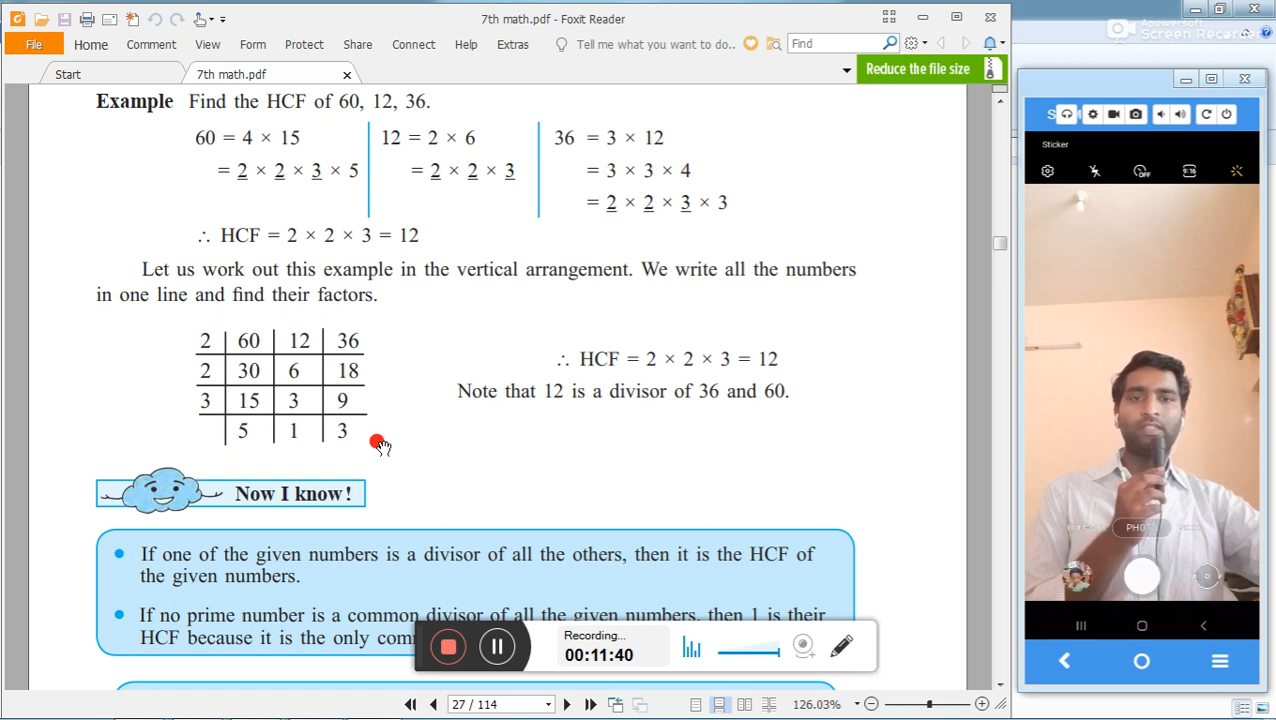 7th math.pdf - Foxit Reader
Apowersoft
Screen Recorder
File Home Comment View Form Protect Share Connect Help Extras Tell me what you want to do.. Find
Start 7th math.pdf Reduce the file size
Example Find the HCF of 60, 12, 36.
60 = 4 × 15 12 = 2 × 6 36 = 3 × 12
= 2 × 2 × 3 × 5 = 2 × 2 × 3 = 3 × 3 × 4
= 2 × 2 × 3 × 3
∴ HCF = 2 × 2 × 3 = 12
Let us work out this example in the vertical arrangement. We write all the numbers
in one line and find their factors.
2 60 12 36
2 30 6 18
3 15 3 9
5 1 3
∴ HCF = 2 × 2 × 3 = 12
Note that 12 is a divisor of 36 and 60.
Now I know!
• If one of the given numbers is a divisor of all the others, then it is the HCF of
the given numbers.
• If no prime number is a common divisor of all the given numbers, then 1 is their
HCF because it is the only
Recording...
00:11:40
27 / 114 126.03%
Sticker
OFF 9:16
PHOTO